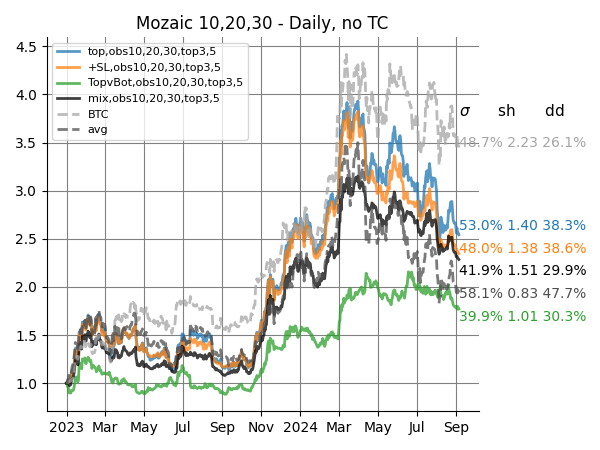 Mozaic 10,20,30 - Daily, no TC
4.5
4.0
3.5
3.0
2.5
2.0
1.5
1.0
top,obs10,20,30,top3,5
+SL,obs10,20,30,top3,5
TopvBot,obs10,20,30,top3,5
mix,obs10,20,30,top3,5
BTC
avg
σ sh dd
48.7% 2.23 26.1%
53.0% 1.40 38.3%
48.0% 1.38 38.6%
41.9% 1.51 29.9%
58.1% 0.83 47.7%
39.9% 1.01 30.3%
2023 Mar May Jul Sep Nov 2024 Mar May Jul Sep